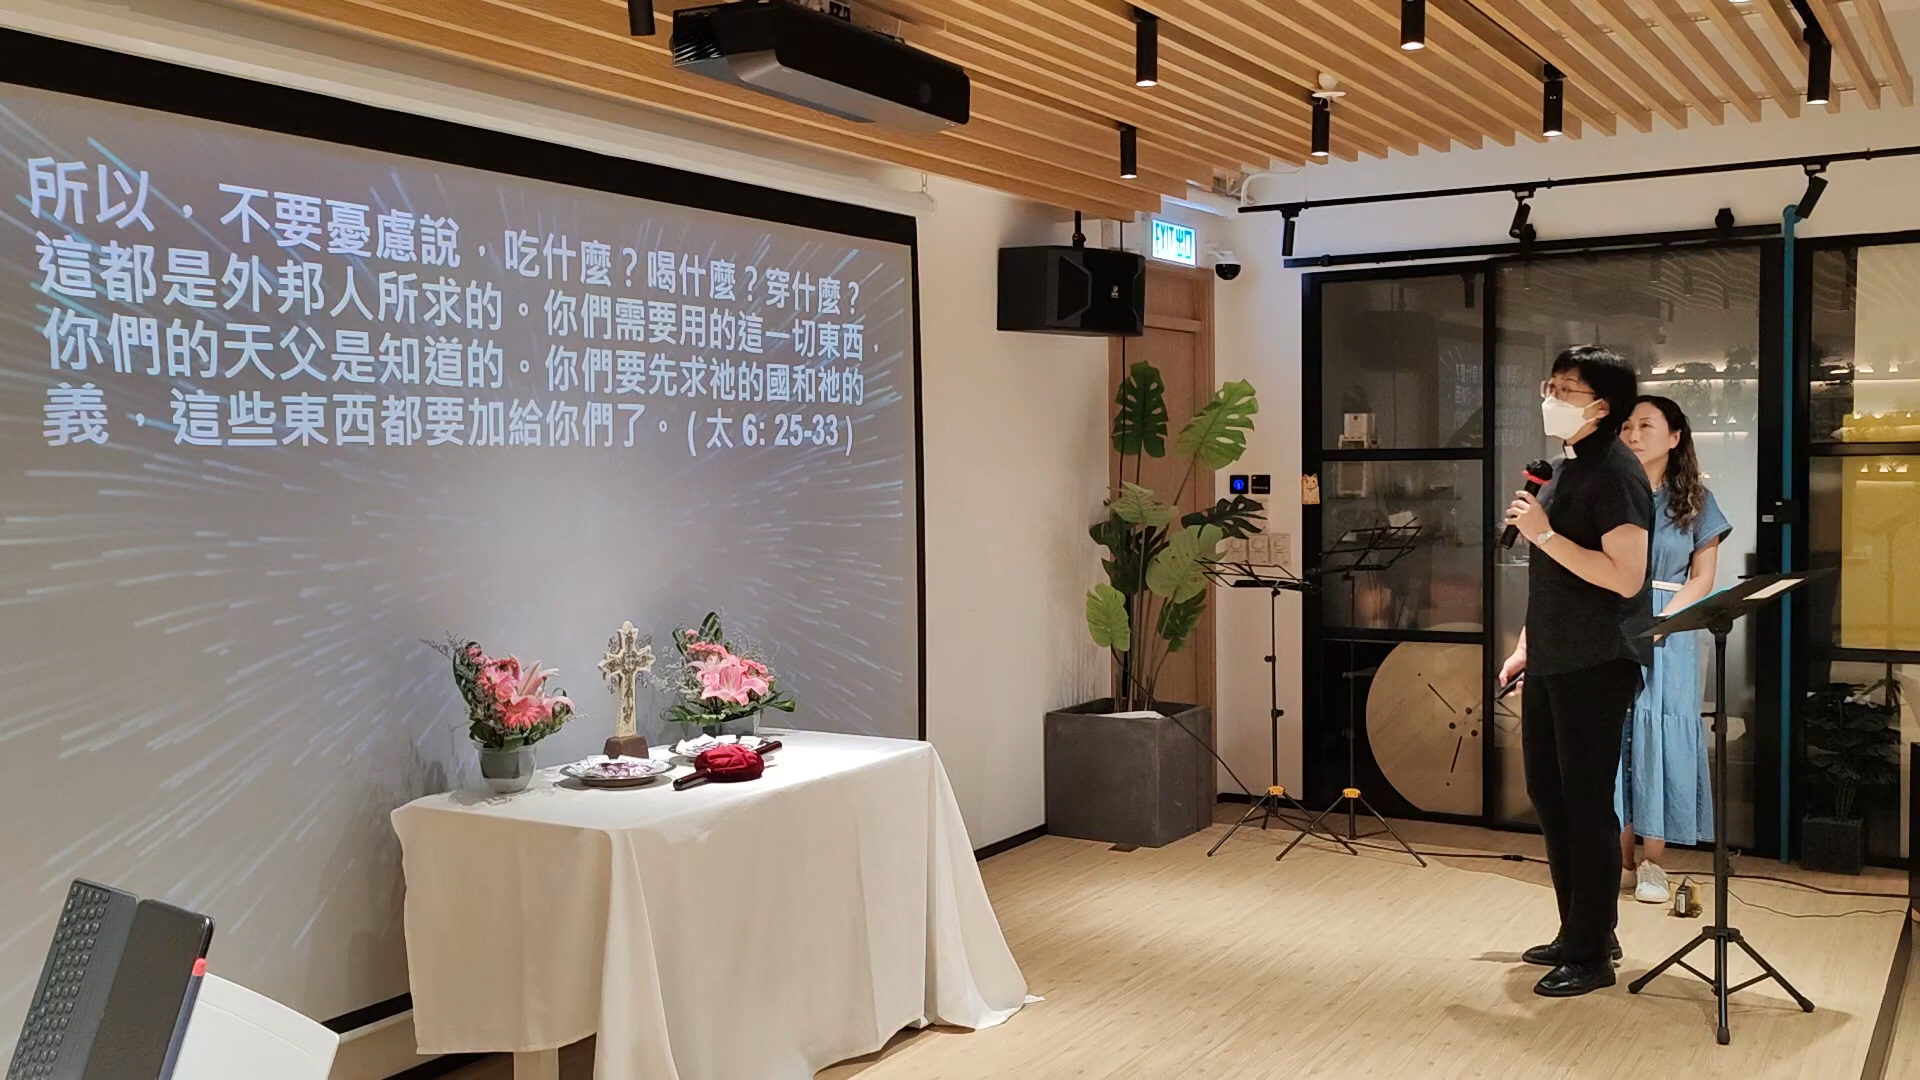 所以，不要憂慮說，吃什麼？喝什麼？穿什麼？
這都是外邦人所求的。你們需要用的這一切東西，
你們的天父是知道的。你們要先求祂的國和祂的
義，這些東西都要加給你們了。( 太 6: 25-33 )
EXIT 出口